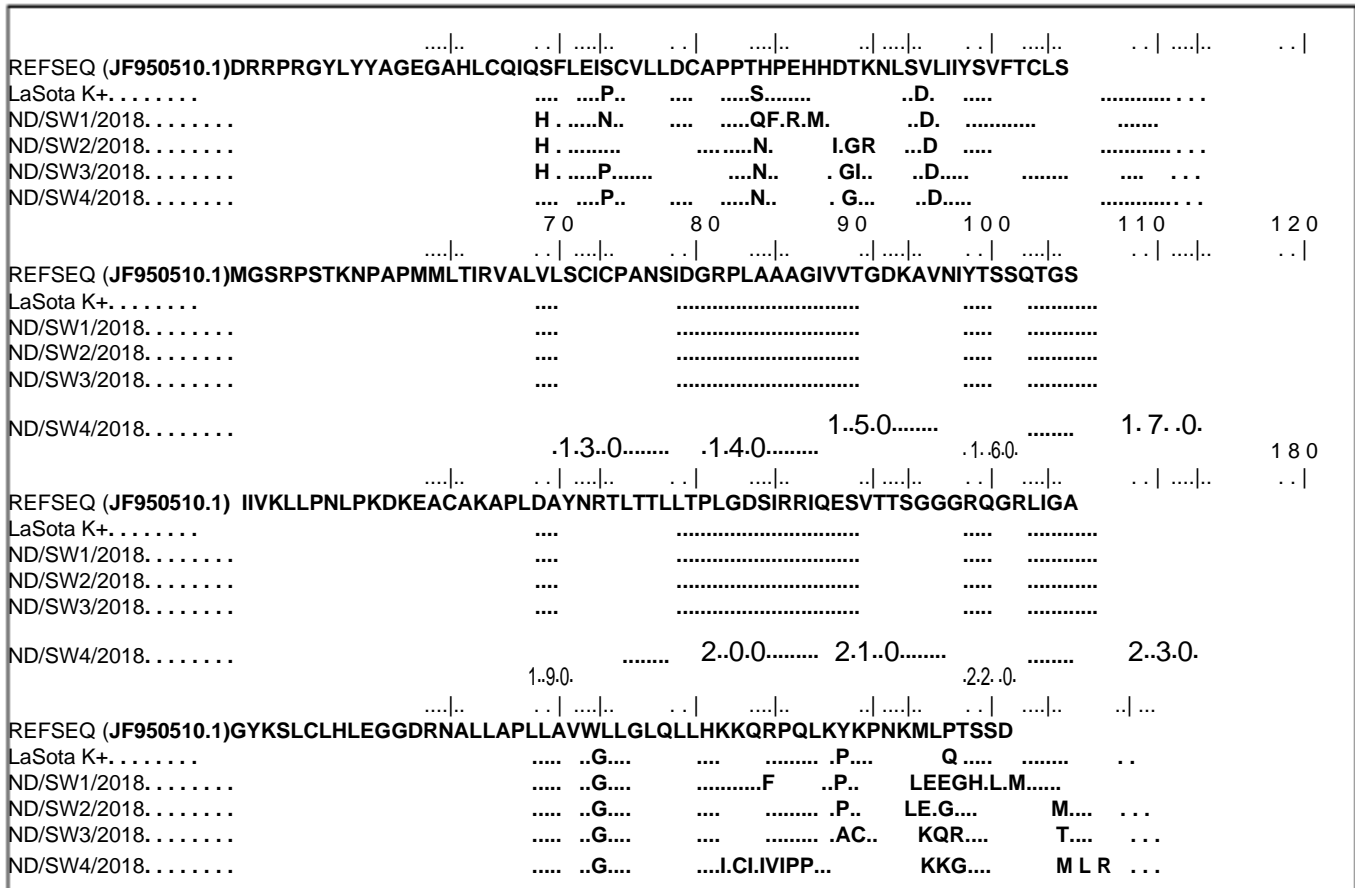 ....|.. . . | ....|.. . . | ....|.. ..| ....|.. . . | ....|.. . . | ....|.. . . |
REFSEQ (JF950510.1)DRRPRGYLYYAGEGAHLCQIQSFLEISCVLLDCAPPTHPEHHDTKNLSVLIIYSVFTCLS
LaSota K+. . . . . . . . .... ....P.. .... .....S........ ..D. ..... ............ . . .
ND/SW1/2018. . . . . . . . H . .....N.. .... .....QF.R.M. ..D. ............ .......
ND/SW2/2018. . . . . . . . H . ......... .... .....N. I.GR ...D ..... ............ . . .
ND/SW3/2018. . . . . . . . H . .....P....... ....N.. . GI.. ..D..... ........ .... . . .
ND/SW4/2018. . . . . . . . .... ....P.. .... .....N.. . G... ..D..... ............ . . .
7 0 8 0 9 0 1 0 0 1 1 0 1 2 0
....|.. . . | ....|.. . . | ....|.. ..| ....|.. . . | ....|.. . . | ....|.. . . |
REFSEQ (JF950510.1)MGSRPSTKNPAPMMLTIRVALVLSCICPANSIDGRPLAAAGIVVTGDKAVNIYTSSQTGS
LaSota K+. . . . . . . . .... ............................... ..... ............
ND/SW1/2018. . . . . . . . .... ............................... ..... ............
ND/SW2/2018. . . . . . . . .... ............................... ..... ............
ND/SW3/2018. . . . . . . . .... ............................... ..... ............
ND/SW4/2018. . . . . . . . 1..5.0........ ........ 1. 7. .0.
.1.3..0........ .1.4.0........ . 1. .6.0. 1 8 0
....|.. . . | ....|.. . . | ....|.. ..| ....|.. . . | ....|.. . . | ....|.. . . |
REFSEQ (JF950510.1) IIVKLLPNLPKDKEACAKAPLDAYNRTLTTLLTPLGDSIRRIQESVTTSGGGRQGRLIGA
LaSota K+. . . . . . . . .... ............................... ..... ............
ND/SW1/2018. . . . . . . . .... ............................... ..... ............
ND/SW2/2018. . . . . . . . .... ............................... ..... ............
ND/SW3/2018. . . . . . . . .... ............................... ..... ............
ND/SW4/2018. . . . . . . . ........ 2..0.0......... 2.1..0........ ........ 2..3.0.
1..9.0. .2.2. .0.
....|.. . . | ....|.. . . | ....|.. ..| ....|.. . . | ....|.. ..| ...
REFSEQ (JF950510.1)GYKSLCLHLEGGDRNALLAPLLAVWLLGLQLLHKKQRPQLKYKPNKMLPTSSD
LaSota K+. . . . . . . . ..... ..G.... .... ......... .P.... Q ..... ........ . .
ND/SW1/2018. . . . . . . . ..... ..G.... ...........F ..P.. LEEGH.L.M......
ND/SW2/2018. . . . . . . . ..... ..G.... .... ......... .P.. LE.G.... M.... . . .
ND/SW3/2018. . . . . . . . ..... ..G.... .... ......... .AC.. KQR.... T.... . . .
ND/SW4/2018. . . . . . . . ..... ..G.... ....I.CI.IVIPP... KKG.... M L R . . .